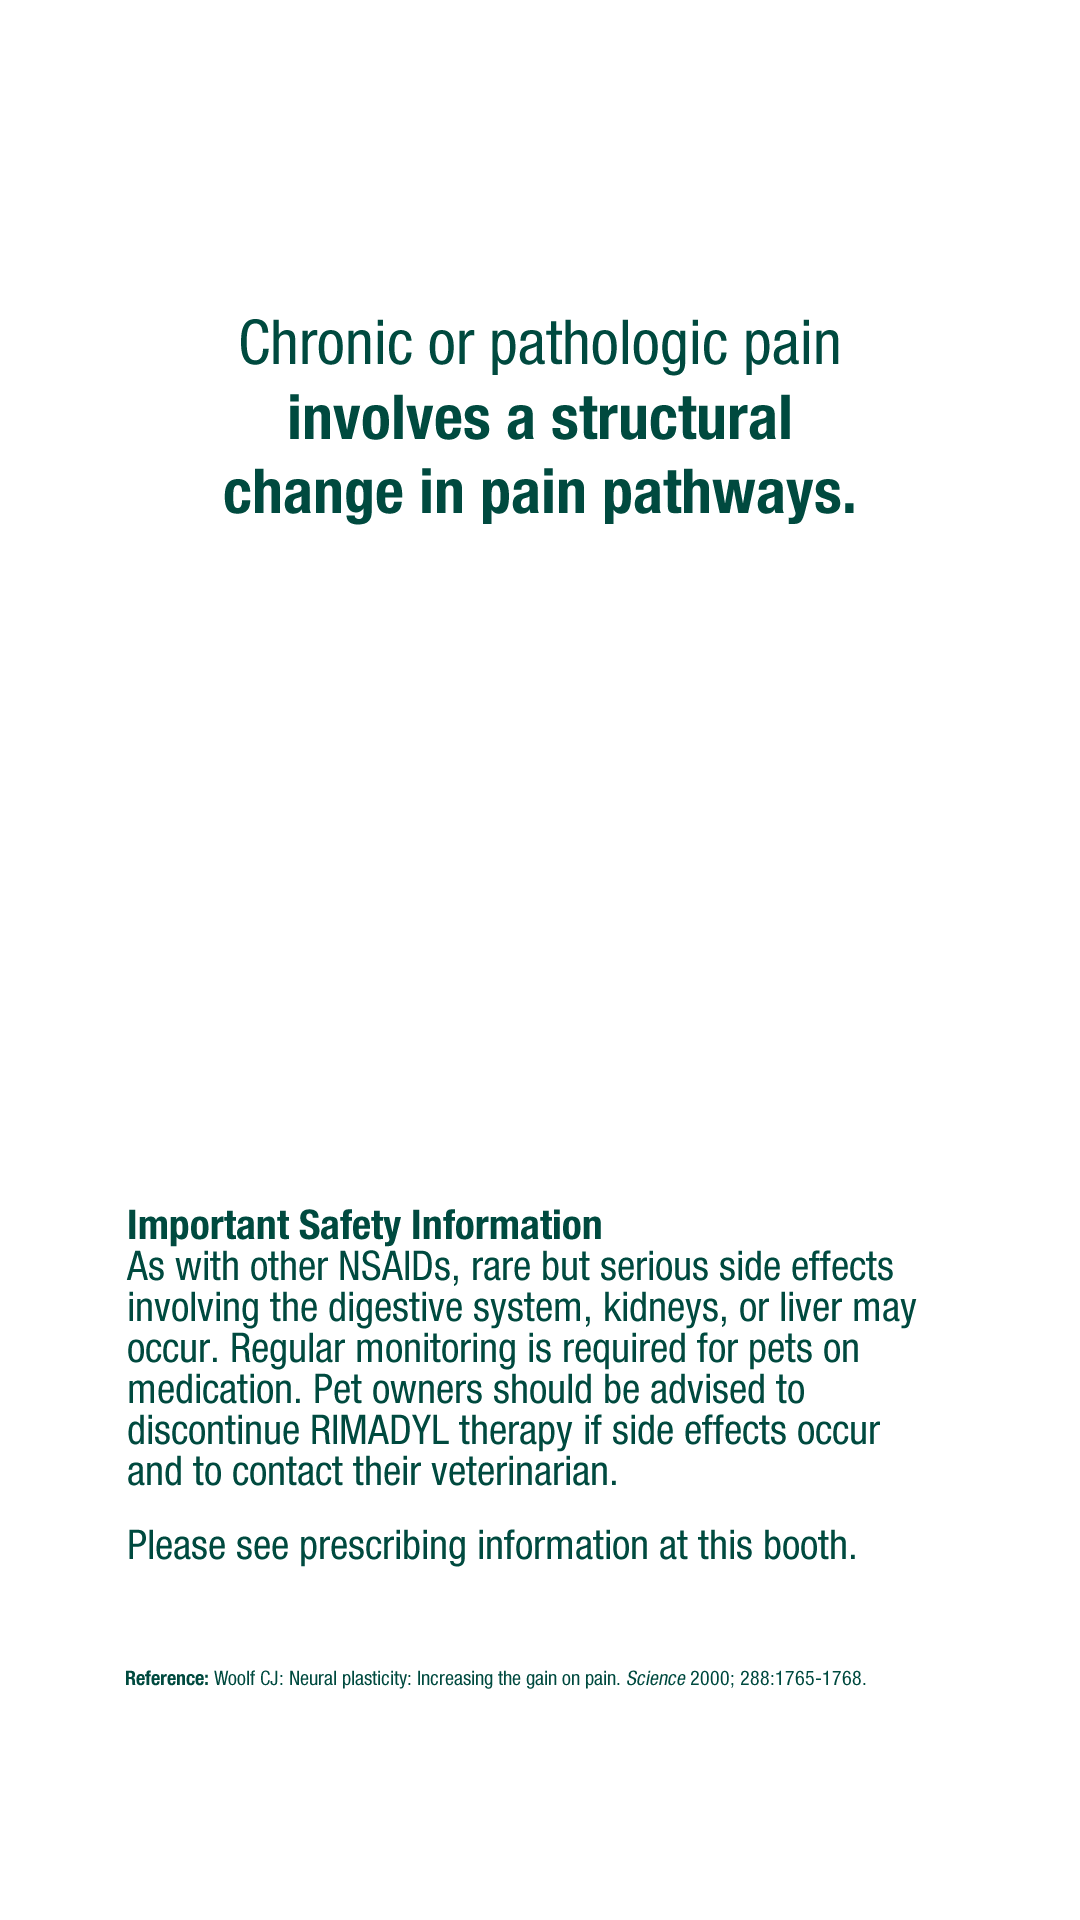 Chronic or pathologic pain
involves a structural
change in pain pathways.
Important Safety Information
As with other NSAIDs, rare but serious side effects
involving the digestive system, kidneys, or liver may
occur. Regular monitoring is required for pets on
medication. Pet owners should be advised to
discontinue RIMADYL therapy if side effects occur
and to contact their veterinarian.
Please see prescribing information at this booth.
Reference: Woolf CJ: Neural plasticity: Increasing the gain on pain. Science 2000; 288:1765-1768.